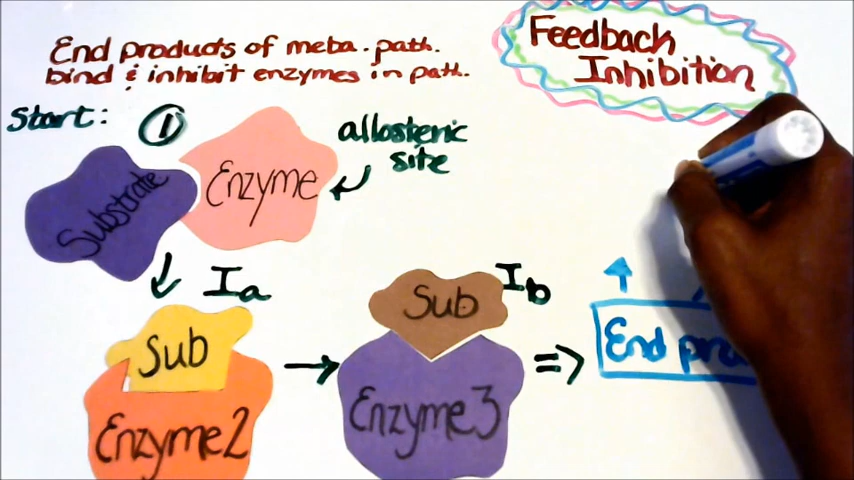 Feedback
Inhibition
End products of meta. path.
bind & inhibit enzymes in path.
Start: 1
allosteric
site
Substrate
Enzyme
Ia
Ib
Sub
Sub
Enzyme2
Enzyme3
End